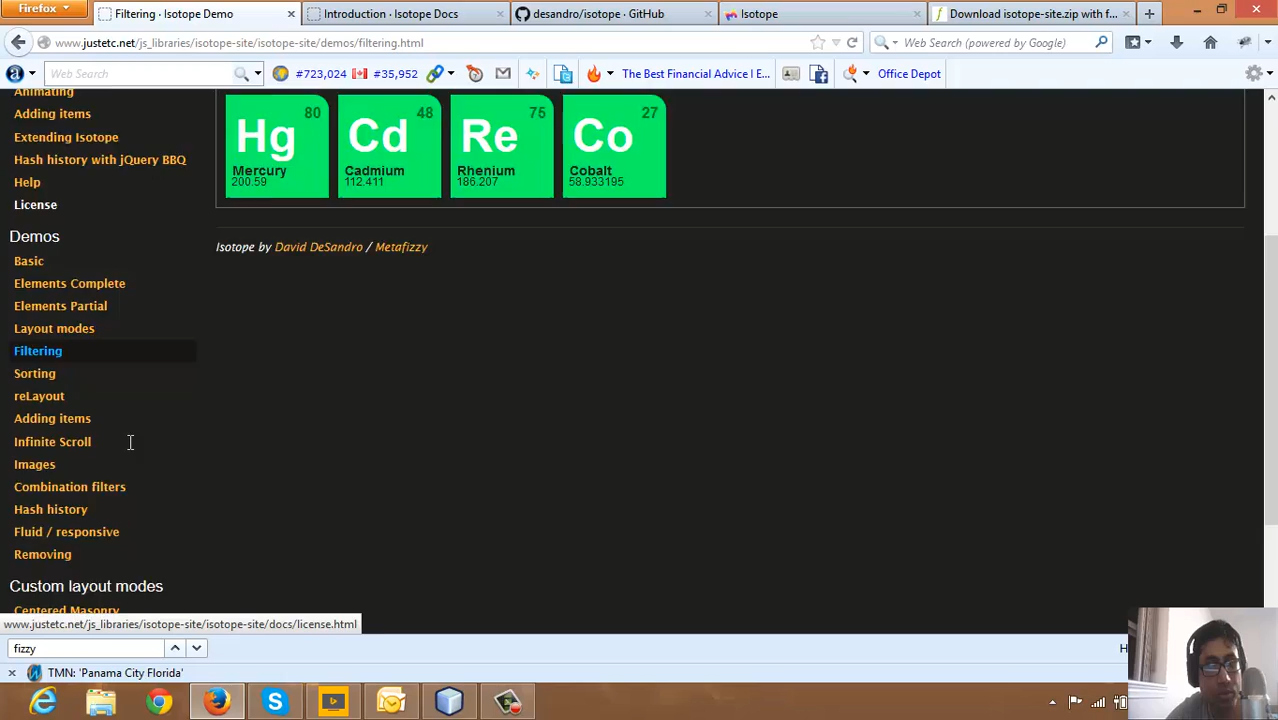 Firefox
Filtering · Isotope Demo
Introduction · Isotope Docs
desandro/isotope · GitHub
Isotope
Download isotope-site.zip with f...
www.justetc.net/js_libraries/isotope-site/isotope-site/demos/filtering.html
Web Search (powered by Google)
Web Search
#723,024
#35,952
The Best Financial Advice I E...
Office Depot
Animating
Adding items
Extending Isotope
Hash history with jQuery BBQ
Help
License
Demos
Basic
Elements Complete
Elements Partial
Layout modes
Filtering
Sorting
reLayout
Adding items
Infinite Scroll
Images
Combination filters
Hash history
Fluid / responsive
Removing
Custom layout modes
Centered Masonry
80
Hg
Mercury
200.59
48
Cd
Cadmium
112.411
75
Re
Rhenium
186.207
27
Co
Cobalt
58.933195
Isotope by David DeSandro / Metafizzy
www.justetc.net/js_libraries/isotope-site/isotope-site/docs/license.html
fizzy
H
TMN: 'Panama City Florida'